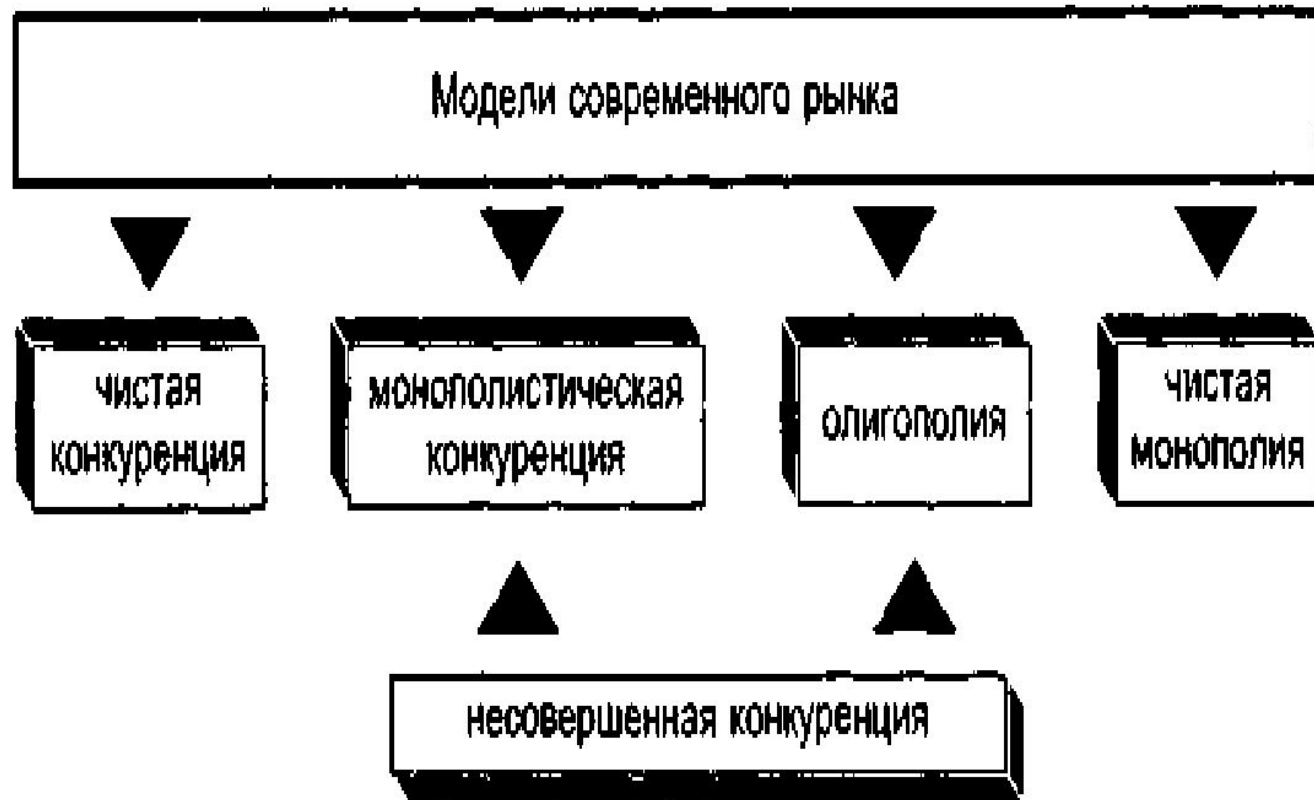 Модели современного рынка
чистая
конкуренция
монополистическая
конкуренция
олигополия
чистая
монополия
несовершенная конкуренция